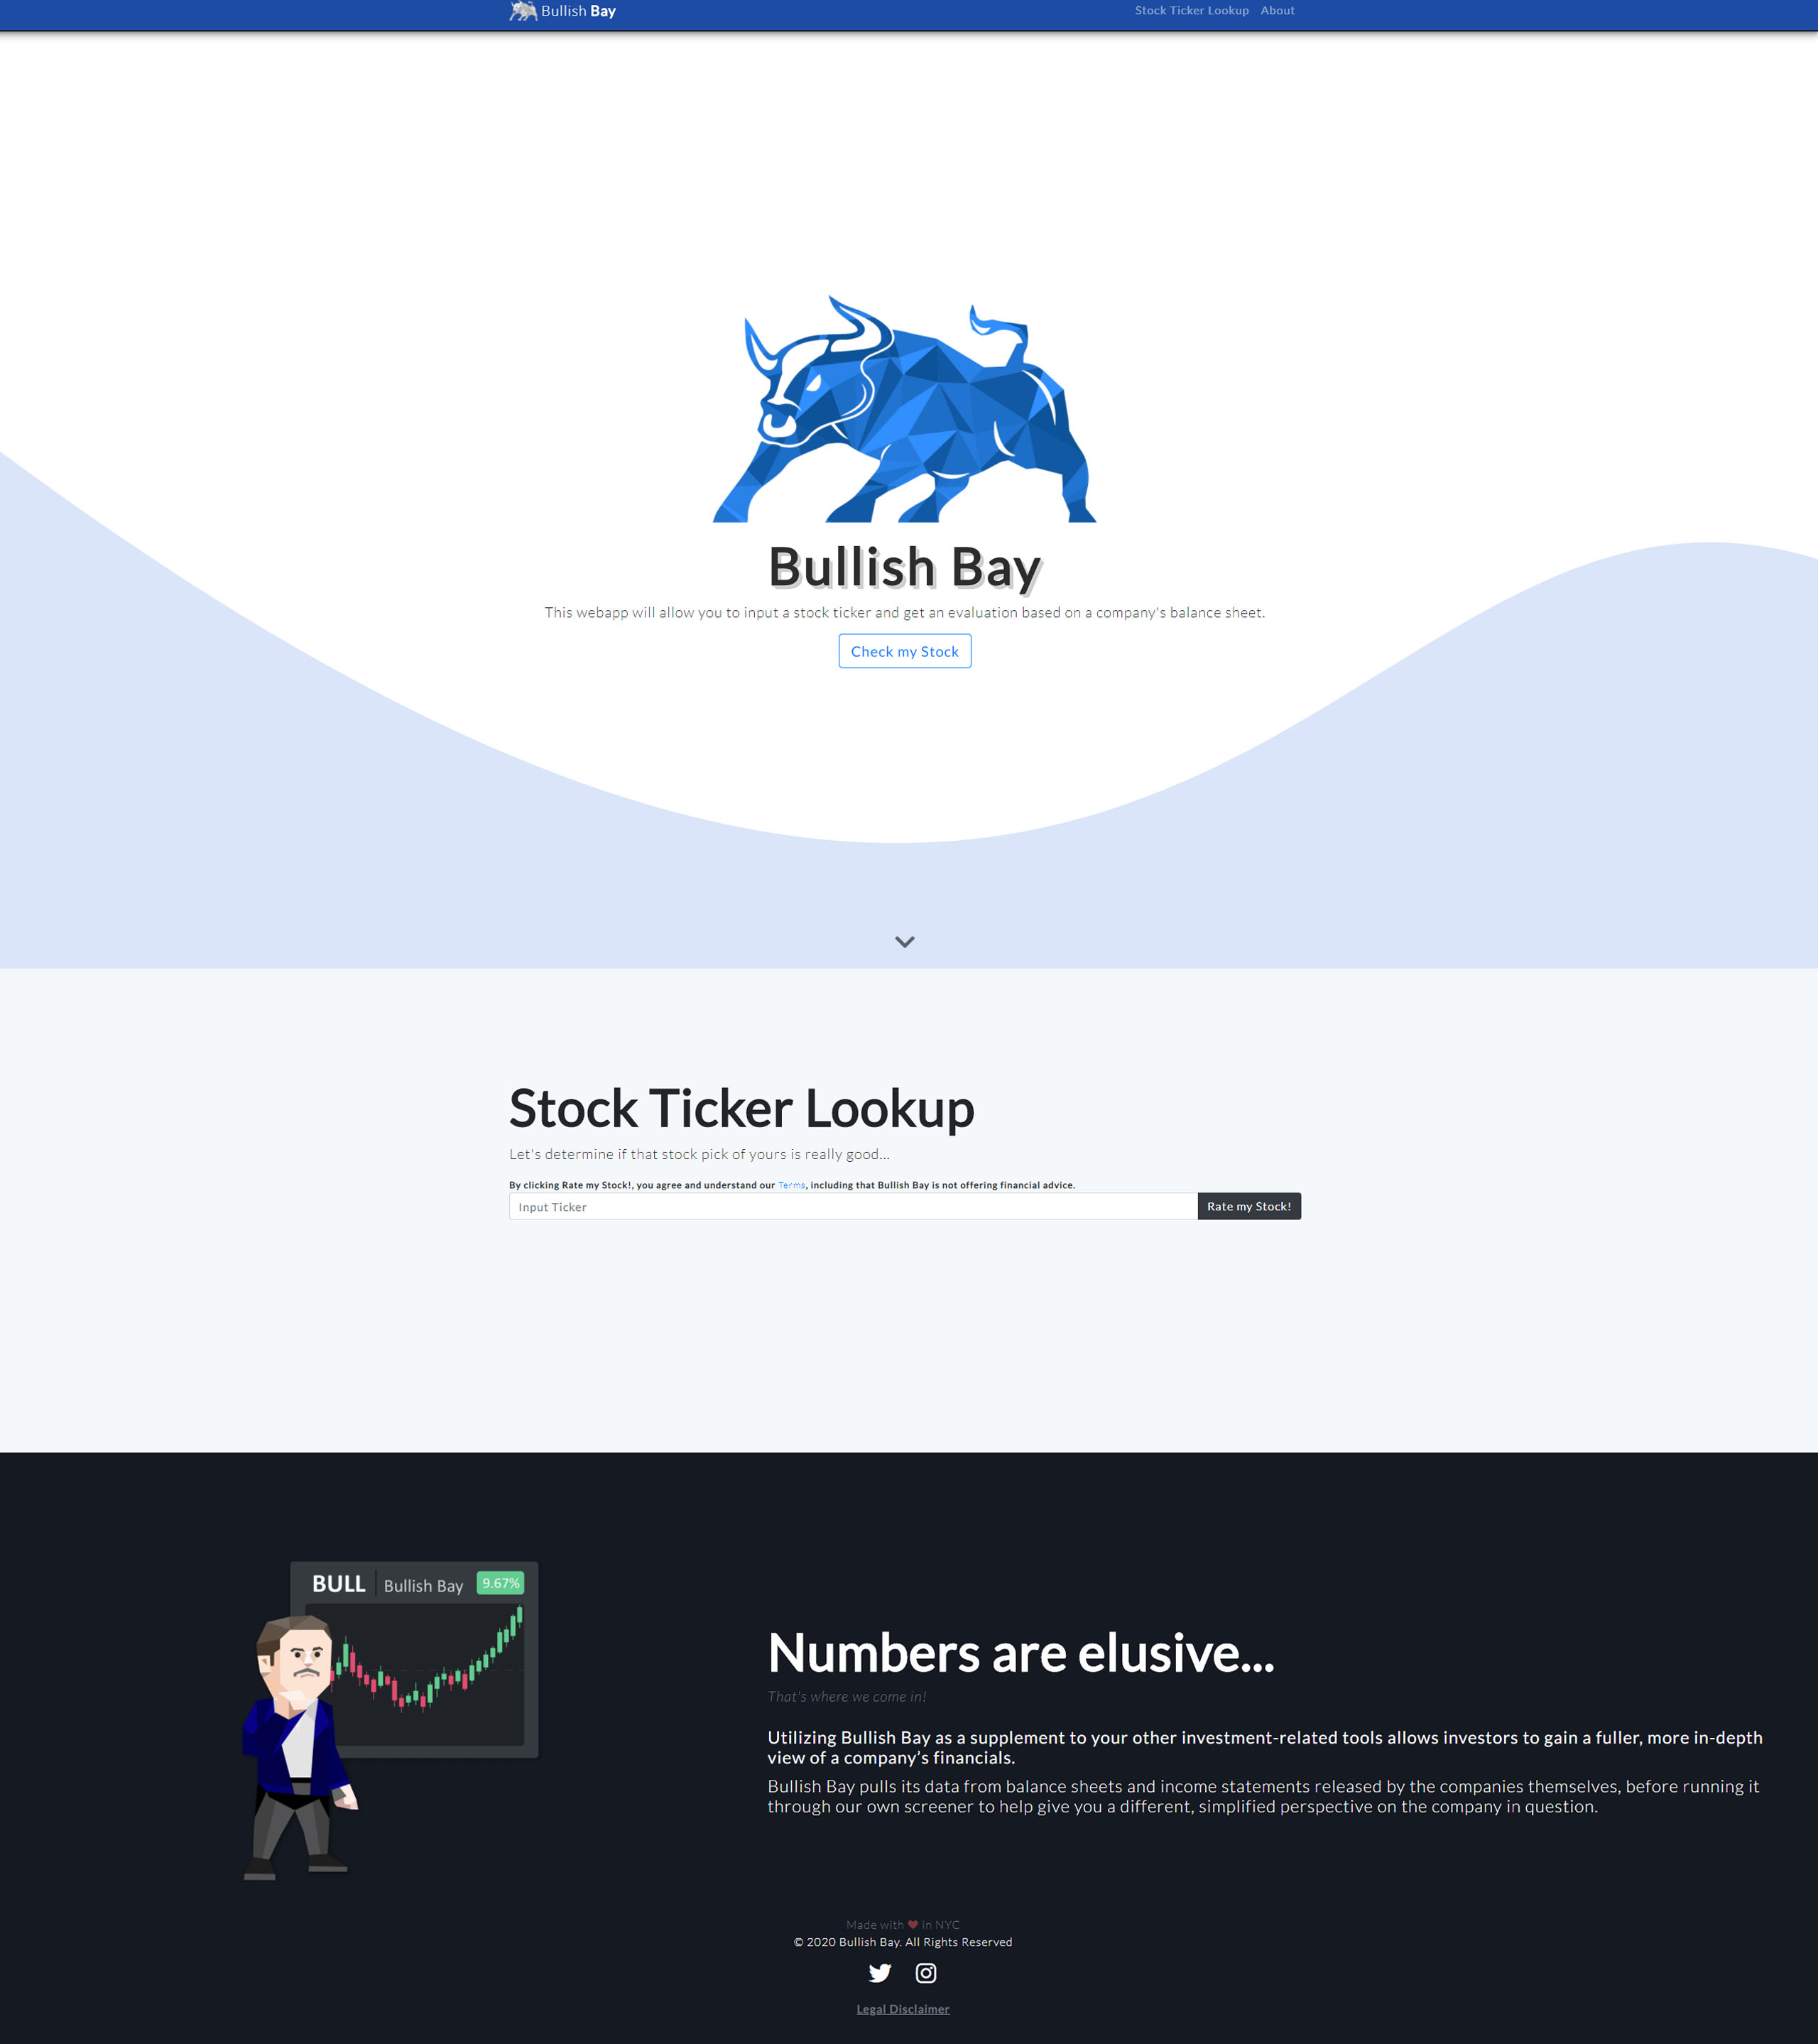 Bullish Bay
Stock Ticker Lookup About
Bullish Bay
This webapp will allow you to input a stock ticker and get an evaluation based on a company's balance sheet.
Check my Stock
Stock Ticker Lookup
Let's determine if that stock pick of yours is really good...
By clicking Rate my Stock!, you agree and understand our Terms, including that Bullish Bay is not offering financial advice.
Input Ticker
Rate my Stock!
BULL Bullish Bay 9.67%
Numbers are elusive...
That's where we come in!
Utilizing Bullish Bay as a supplement to your other investment-related tools allows investors to gain a fuller, more in-depth
view of a company’s financials.
Bullish Bay pulls its data from balance sheets and income statements released by the companies themselves, before running it
through our own screener to help give you a different, simplified perspective on the company in question.
Made with ❤ in NYC
© 2020 Bullish Bay. All Rights Reserved
Legal Disclaimer